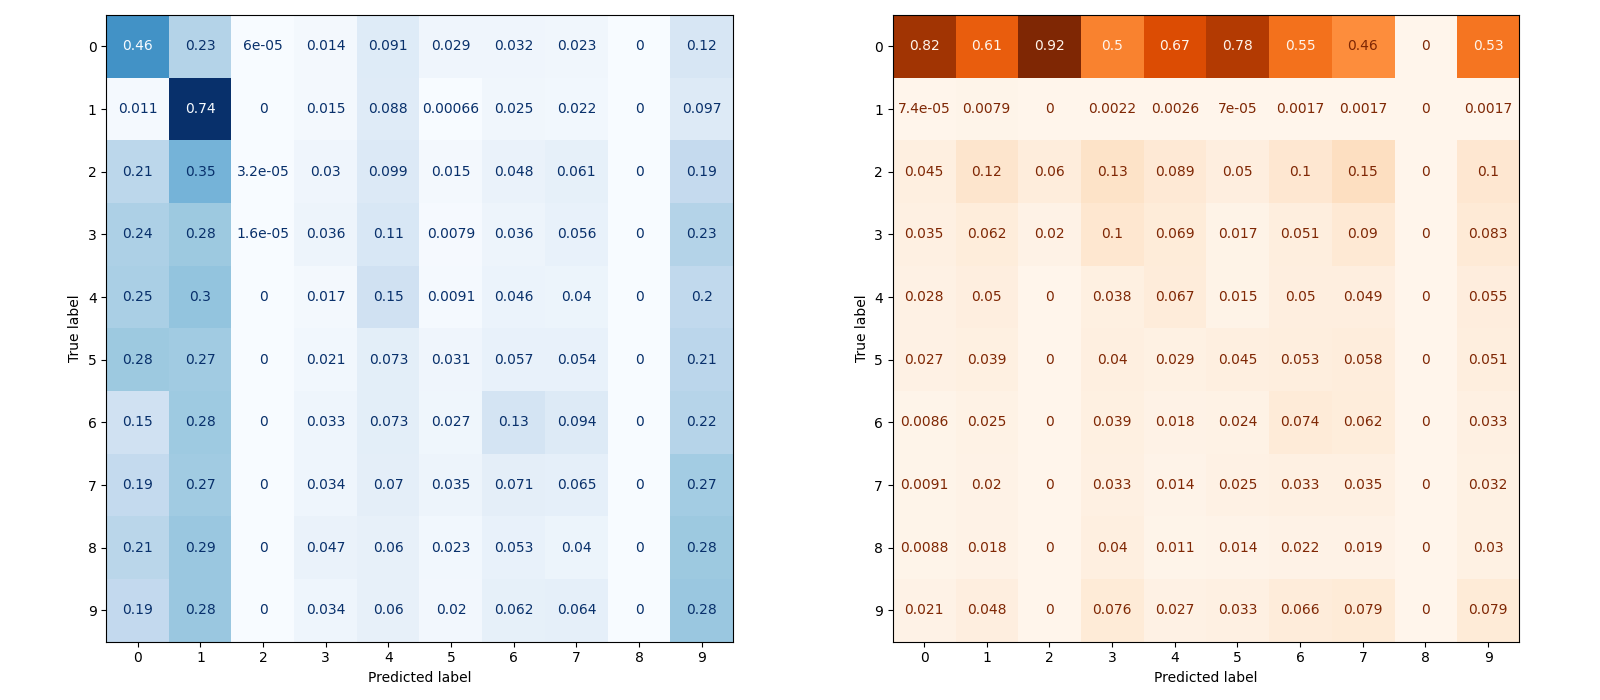 0 0.46 0.23 6e-05 0.014 0.091 0.029 0.032 0.023 0 0.12
1 0.011 0.74 0 0.015 0.088 0.00066 0.025 0.022 0 0.097
2 0.21 0.35 3.2e-05 0.03 0.099 0.015 0.048 0.061 0 0.19
3 0.24 0.28 1.6e-05 0.036 0.11 0.0079 0.036 0.056 0 0.23
4 0.25 0.3 0 0.017 0.15 0.0091 0.046 0.04 0 0.2
5 0.28 0.27 0 0.021 0.073 0.031 0.057 0.054 0 0.21
6 0.15 0.28 0 0.033 0.073 0.027 0.13 0.094 0 0.22
7 0.19 0.27 0 0.034 0.07 0.035 0.071 0.065 0 0.27
8 0.21 0.29 0 0.047 0.06 0.023 0.053 0.04 0 0.28
9 0.19 0.28 0 0.034 0.06 0.02 0.062 0.064 0 0.28
0 1 2 3 4 5 6 7 8 9
Predicted label
True label
0 0.82 0.61 0.92 0.5 0.67 0.78 0.55 0.46 0 0.53
1 7.4e-05 0.0079 0 0.0022 0.0026 7e-05 0.0017 0.0017 0 0.0017
2 0.045 0.12 0.06 0.13 0.089 0.05 0.1 0.15 0 0.1
3 0.035 0.062 0.02 0.1 0.069 0.017 0.051 0.09 0 0.083
4 0.028 0.05 0 0.038 0.067 0.015 0.05 0.049 0 0.055
5 0.027 0.039 0 0.04 0.029 0.045 0.053 0.058 0 0.051
6 0.0086 0.025 0 0.039 0.018 0.024 0.074 0.062 0 0.033
7 0.0091 0.02 0 0.033 0.014 0.025 0.033 0.035 0 0.032
8 0.0088 0.018 0 0.04 0.011 0.014 0.022 0.019 0 0.03
9 0.021 0.048 0 0.076 0.027 0.033 0.066 0.079 0 0.079
0 1 2 3 4 5 6 7 8 9
Predicted label
True label